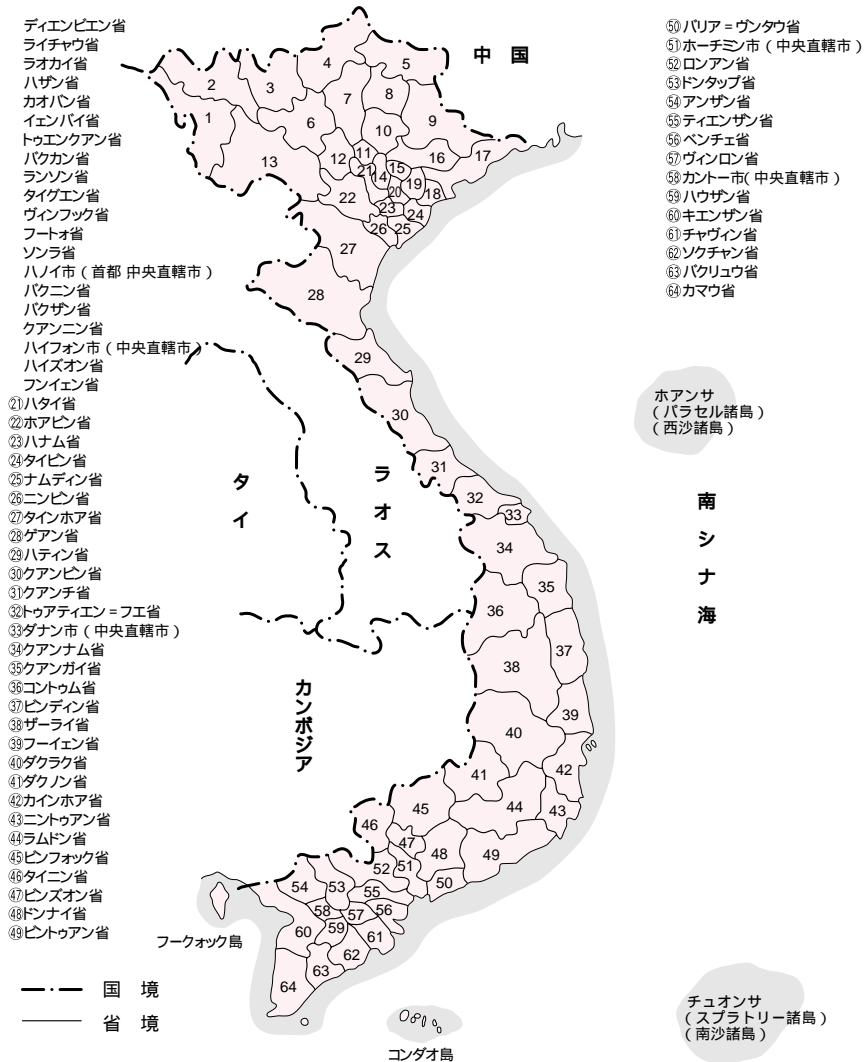 ディエンビエン省
ライチャウ省
ラオカイ省
ハザン省
カオバン省
イェンバイ省
トゥエンクアン省
バクカン省
ランソン省
タイグエン省
ヴィンフック省
フートォ省
ソンラ省
ハノイ市(首都 中央直轄市)
バクニン省
バクザン省
クアンニン省
ハイフォン市(中央直轄市)
ハイズオン省
フンイェン省
㉑ハタイ省
㉒ホアビン省
㉓ハナム省
㉔タイビン省
㉕ナムディン省
㉖ニンビン省
㉗タインホア省
㉘ゲアン省
㉙ハティン省
㉚クアンビン省
㉛クアンチ省
㉜トゥアティエン=フエ省
㉝ダナン市(中央直轄市)
㉞クアンナム省
㉟クアンガイ省
㊱コントゥム省
㊲ビンディン省
㊳ザーライ省
㊴フーイェン省
㊵ダクラク省
㊶ダクノン省
㊷カインホア省
㊸ニントゥアン省
㊹ラムドン省
㊺ビンフォック省
㊻タイニン省
㊼ビンズオン省
㊽ドンナイ省
㊾ビントゥアン省
㊿バリア=ヴンタウ省
51ホーチミン市(中央直轄市)
52ロンアン省
53ドンタップ省
54アンザン省
55ティエンザン省
56ベンチェ省
57ヴィンロン省
58カントー市(中央直轄市)
59ハウザン省
60キエンザン省
61チャヴィン省
62ソクチャン省
63バクリュウ省
64カマウ省
中国
1
2
3
4
5
6
7
8
9
10
11
12
13
14
15
16
17
18
19
20
21
22
23
24
25
26
27
28
29
30
31
32
33
34
35
36
37
38
39
40
41
42
43
44
45
46
47
48
49
50
51
52
53
54
55
56
57
58
59
60
61
62
63
64
タイ
ラオス
カンボジア
南シナ海
ホアンサ
(パラセル諸島)
(西沙諸島)
フークォック島
コンダオ島
チュオンサ
(スプラトリー諸島)
(南沙諸島)
国境
省境